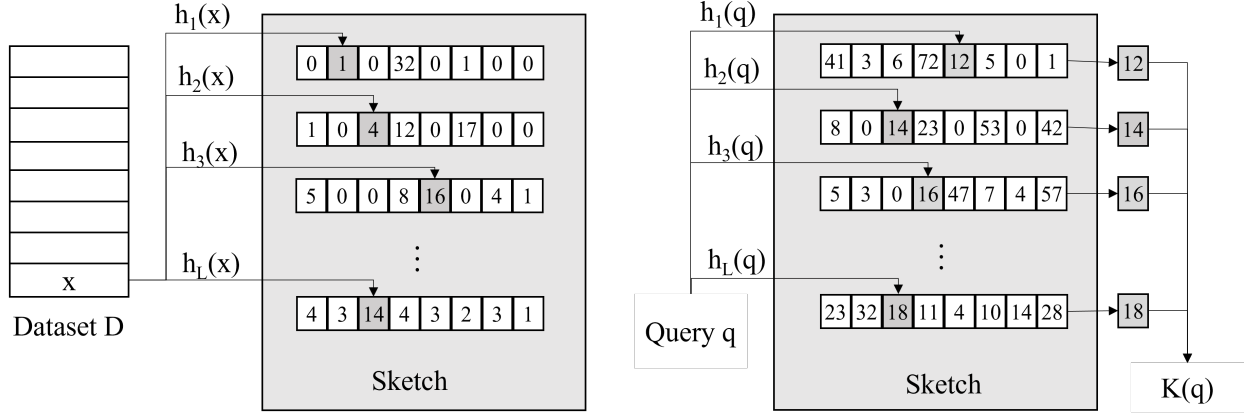 h₁(x)
0 1 0 32 0 1 0 0
h₂(x)
1 0 4 12 0 17 0 0
h₃(x)
5 0 0 8 16 0 4 1
⋮
h_L(x)
4 3 14 4 3 2 3 1
x
Dataset D
Sketch
h₁(q)
41 3 6 72 12 5 0 1
12
h₂(q)
8 0 14 23 0 53 0 42
14
h₃(q)
5 3 0 16 47 7 4 57
16
⋮
h_L(q)
23 32 18 11 4 10 14 28
18
Query q
Sketch
K(q)